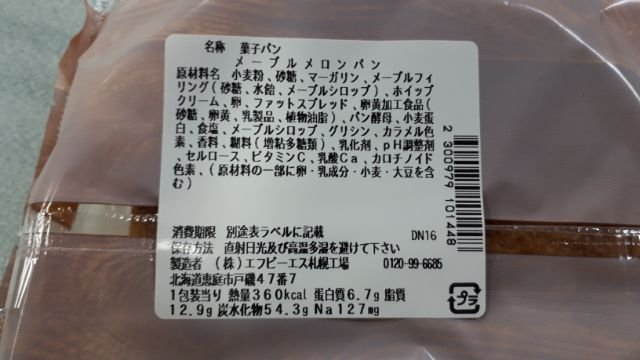 名称 菓子パン
メープルメロンパン
原材料名 小麦粉、砂糖、マーガリン、メープルフィ
リング(砂糖、水飴、メープルシロップ)、ホイップ
クリーム、卵、ファットスプレッド、卵黄加工食品(
砂糖、卵黄、乳製品、植物油脂)、パン酵母、小麦蛋
白、食塩、メープルシロップ、グリシン、カラメル色
素、香料、糊料(増粘多糖類)、乳化剤、pH調整剤
、セルロース、ビタミンC、乳酸Ca、カロチノイド
色素、(原材料の一部に卵・乳成分・小麦・大豆を含
む)
消費期限 別途表ラベルに記載 DN16
保存方法 直射日光及び高温多湿を避けて下さい
製造者 (株)エフビーエス札幌工場 0120-99-6685
北海道恵庭市戸磯47番7
1包装当り 熱量360kcal 蛋白質6.7g 脂質
12.9g 炭水化物54.3g Na127mg
2 300979 101448
プラ